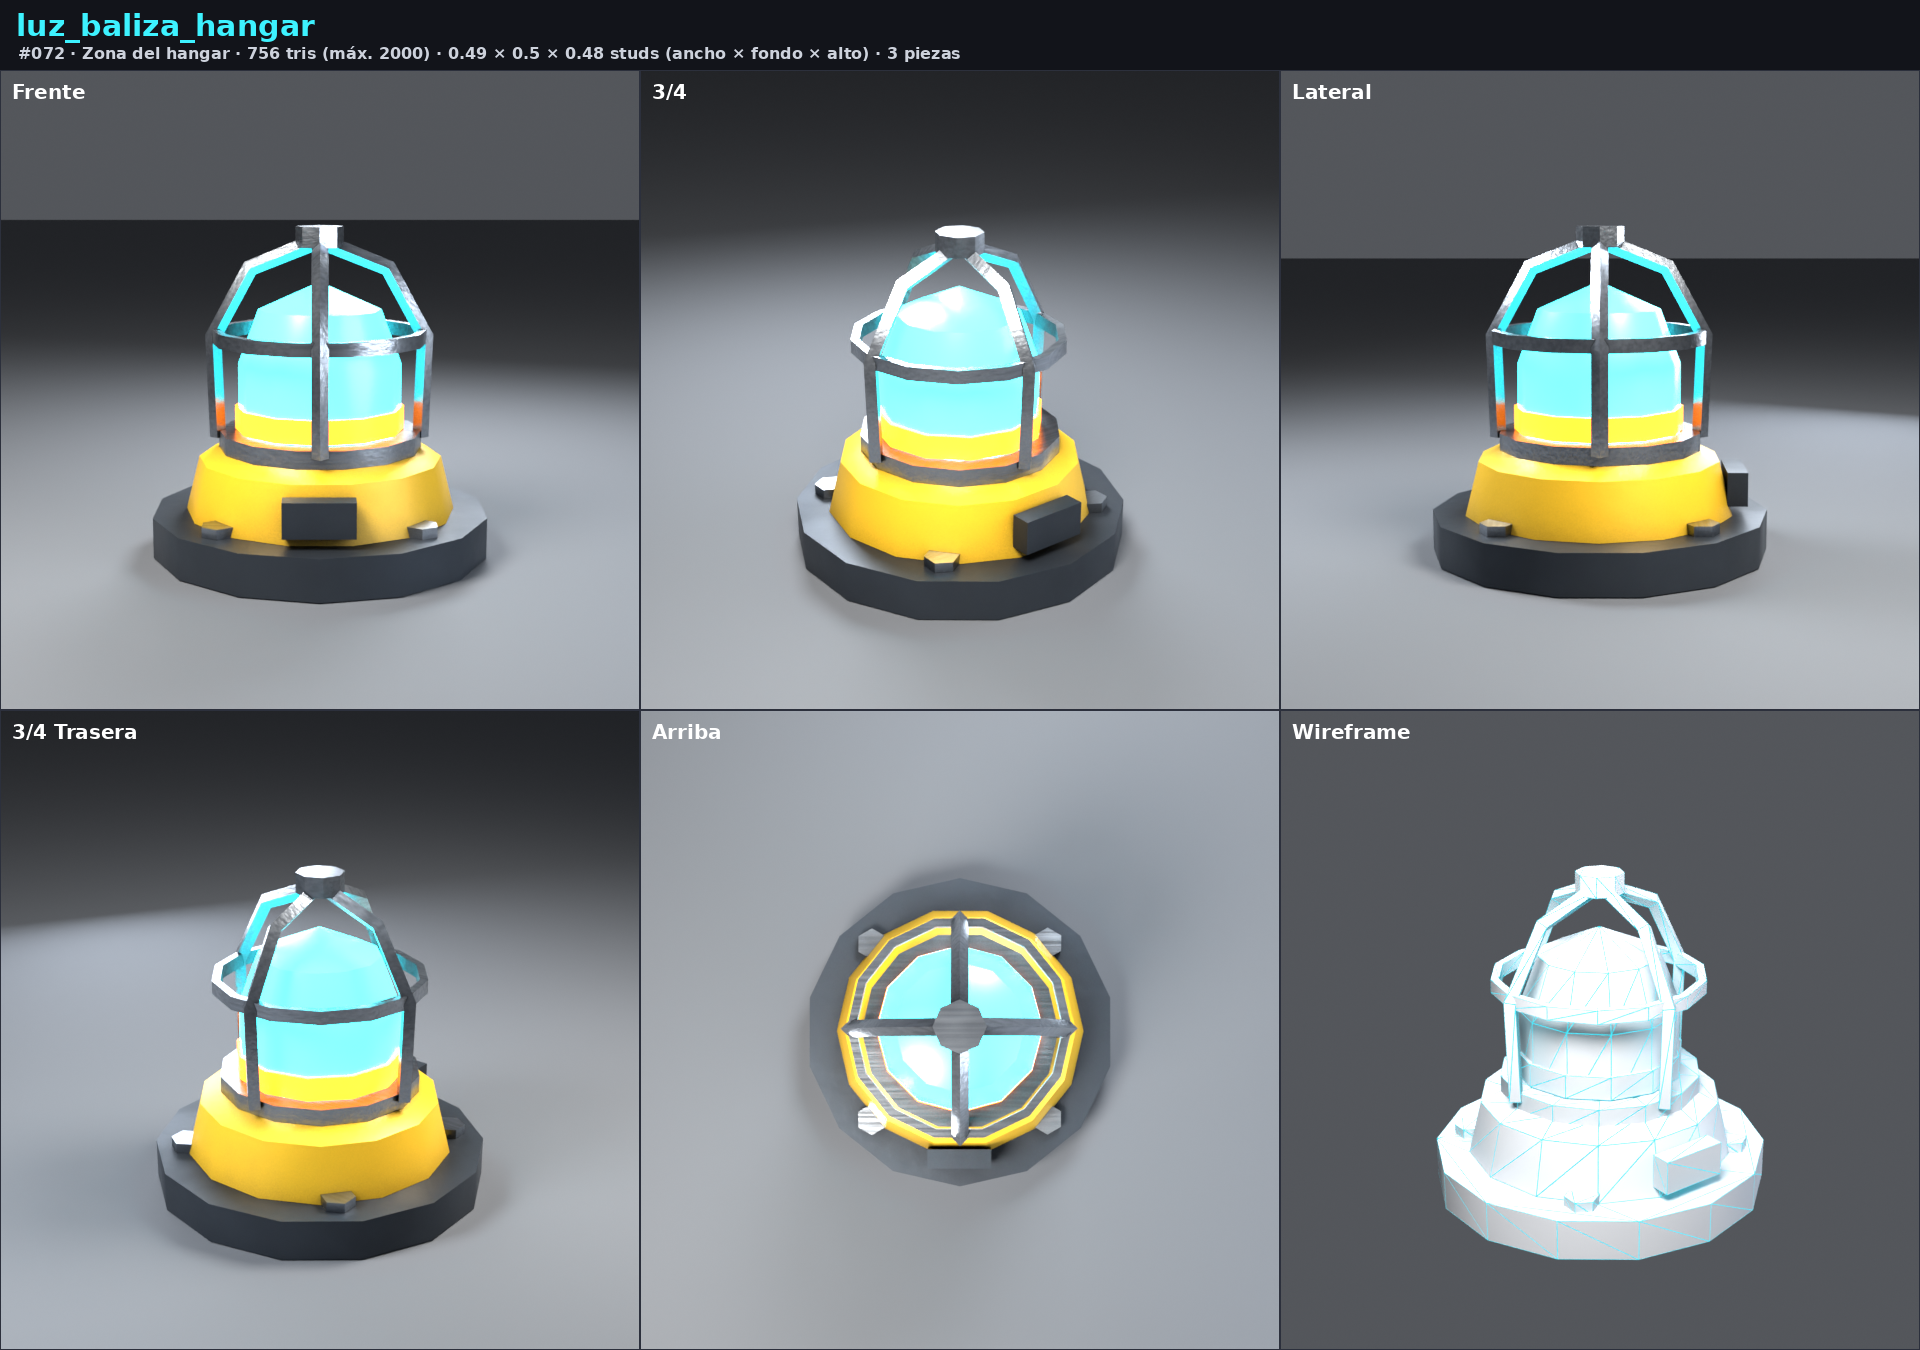 luz_baliza_hangar
#072 · Zona del hangar · 756 tris (máx. 2000) · 0.49 × 0.5 × 0.48 studs (ancho × fondo × alto) · 3 piezas
Frente
3/4
Lateral
3/4 Trasera
Arriba
Wireframe